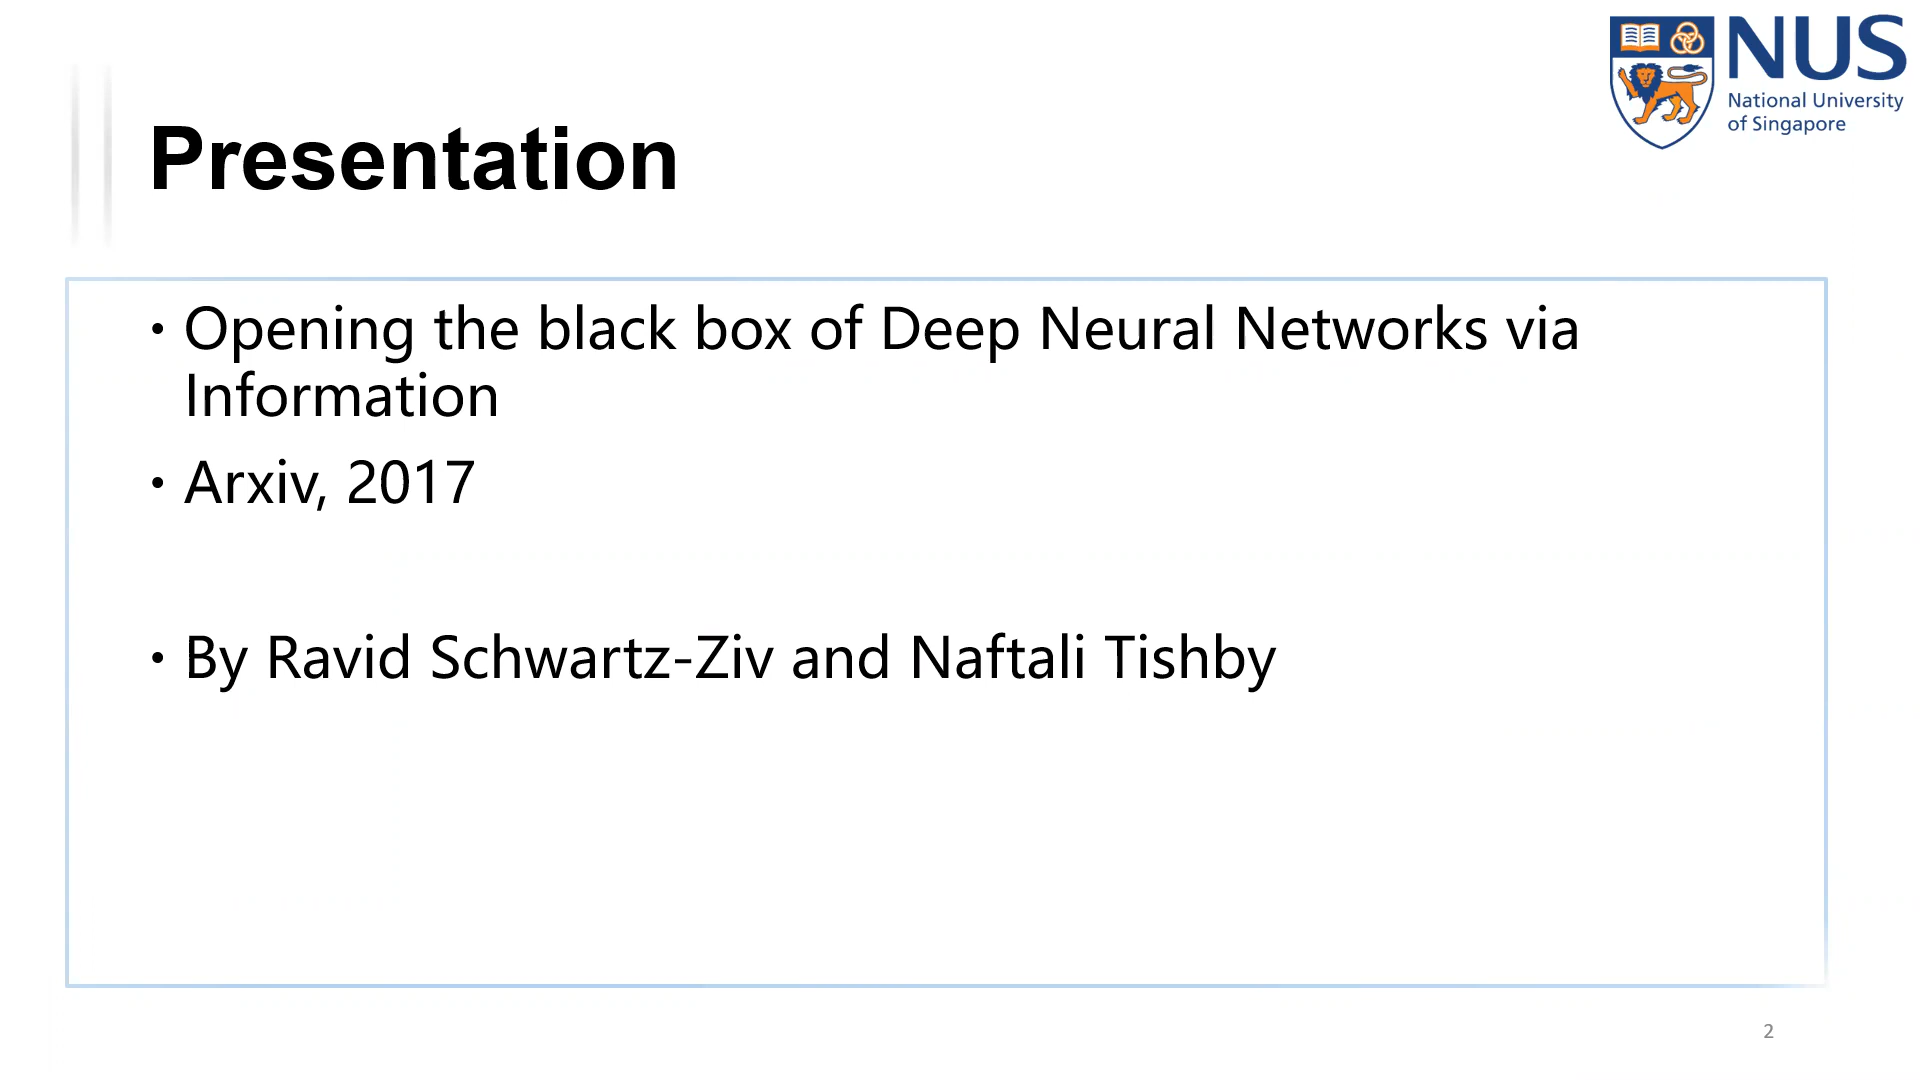 NUS
National University
of Singapore
Presentation
• Opening the black box of Deep Neural Networks via
Information
• Arxiv, 2017
• By Ravid Schwartz-Ziv and Naftali Tishby
2